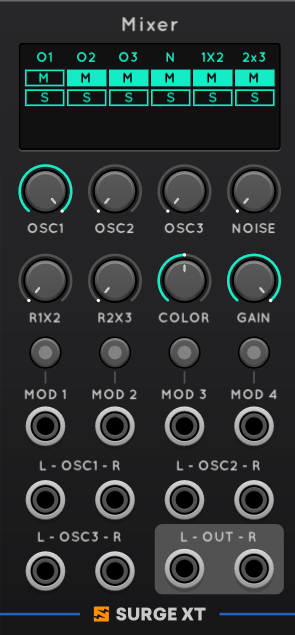 Mixer
O1 O2 O3 N 1X2 2x3
M M M M M M
S S S S S S
OSC1 OSC2 OSC3 NOISE
R1X2 R2X3 COLOR GAIN
MOD 1 MOD 2 MOD 3 MOD 4
L - OSC1 - R L - OSC2 - R
L - OSC3 - R L - OUT - R
SURGE XT